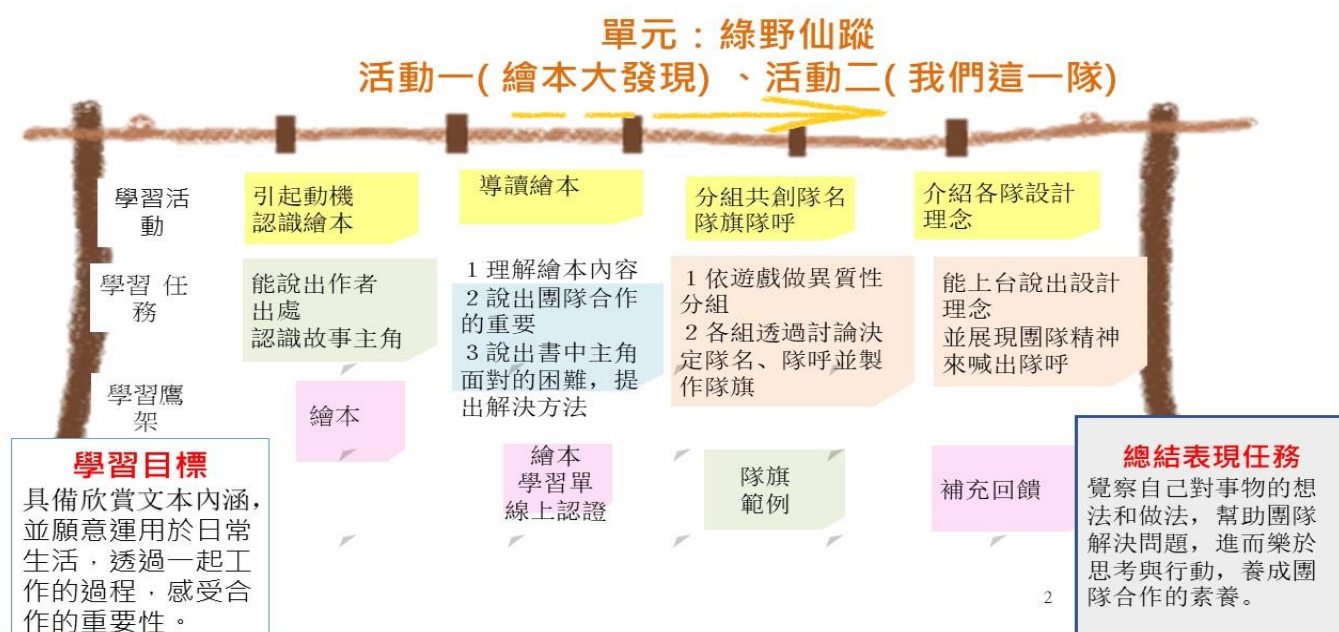 單元：綠野仙蹤
活動一( 繪本大發現) 、活動二( 我們這一隊)
學習活
動
引起動機
認識繪本
導讀繪本
分組共創隊名
隊旗隊呼
介紹各隊設計
理念
學習 任
務
能說出作者
出處
認識故事主角
1 理解繪本內容
2 說出團隊合作
的重要
3 說出書中主角
面對的困難，提
出解決方法
1 依遊戲做異質性
分組
2 各組透過討論決
定隊名、隊呼並製
作隊旗
能上台說出設計
理念
並展現團隊精神
來喊出隊呼
學習鷹
架
繪本
繪本
學習單
線上認證
隊旗
範例
補充回饋
學習目標
具備欣賞文本內涵，
並願意運用於日常
生活，透過一起工
作的過程，感受合
作的重要性。
總結表現任務
覺察自己對事物的想
法和做法，幫助團隊
解決問題，進而樂於
思考與行動，養成團
隊合作的素養。
2